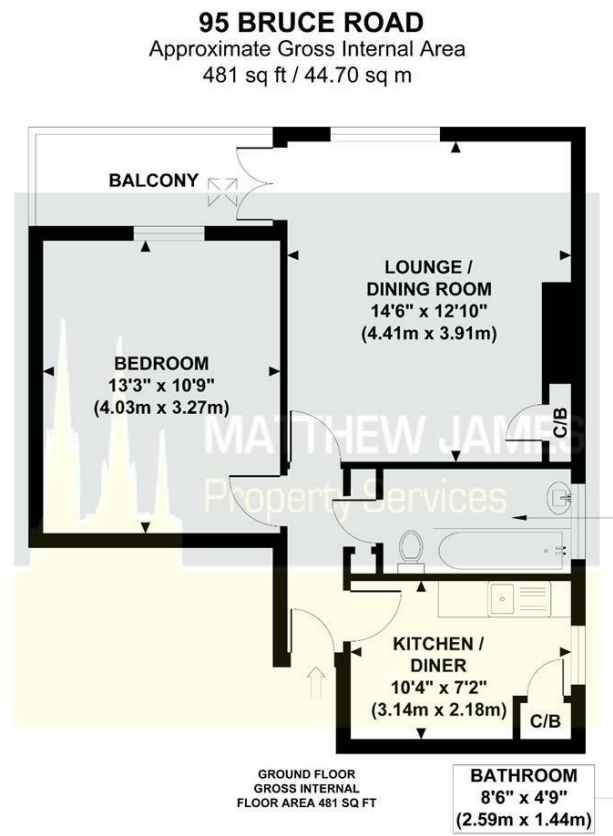 95 BRUCE ROAD
Approximate Gross Internal Area
481 sq ft / 44.70 sq m
BALCONY
LOUNGE /
DINING ROOM
14'6" x 12'10"
(4.41m x 3.91m)
BEDROOM
13'3" x 10'9"
(4.03m x 3.27m)
C/B
MATTHEW JAMES
Property Services
KITCHEN /
DINER
10'4" x 7'2"
(3.14m x 2.18m)
C/B
GROUND FLOOR
GROSS INTERNAL
FLOOR AREA 481 SQ FT
BATHROOM
8'6" x 4'9"
(2.59m x 1.44m)